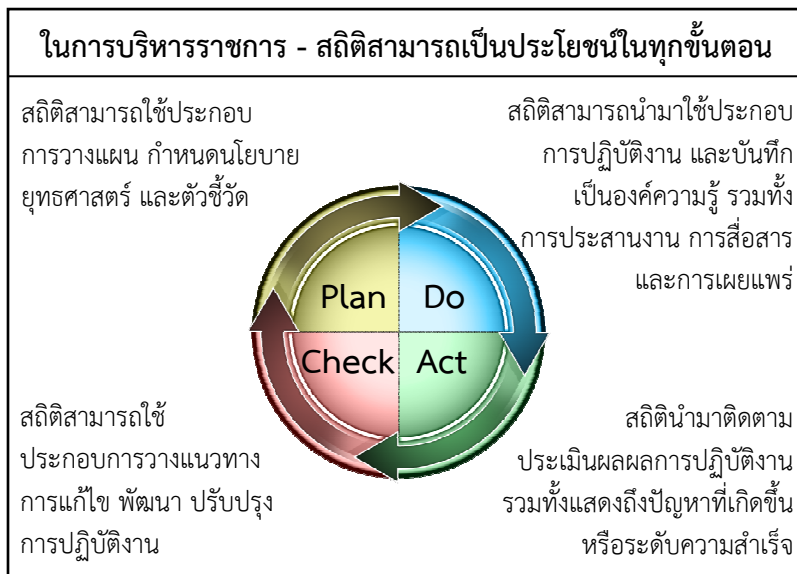 ในการบริหารราชการ - สถิติสามารถเป็นประโยชน์ในทุกขั้นตอน
สถิติสามารถใช้ประกอบ
การวางแผน กำหนดนโยบาย
ยุทธศาสตร์ และตัวชี้วัด
สถิติสามารถนำมาใช้ประกอบ
การปฏิบัติงาน และบันทึก
เป็นองค์ความรู้ รวมทั้ง
การประสานงาน การสื่อสาร
และการเผยแพร่
Plan
Do
Check
Act
สถิติสามารถใช้
ประกอบการวางแนวทาง
การแก้ไข พัฒนา ปรับปรุง
การปฏิบัติงาน
สถิตินำมาติดตาม
ประเมินผลผลการปฏิบัติงาน
รวมทั้งแสดงถึงปัญหาที่เกิดขึ้น
หรือระดับความสำเร็จ